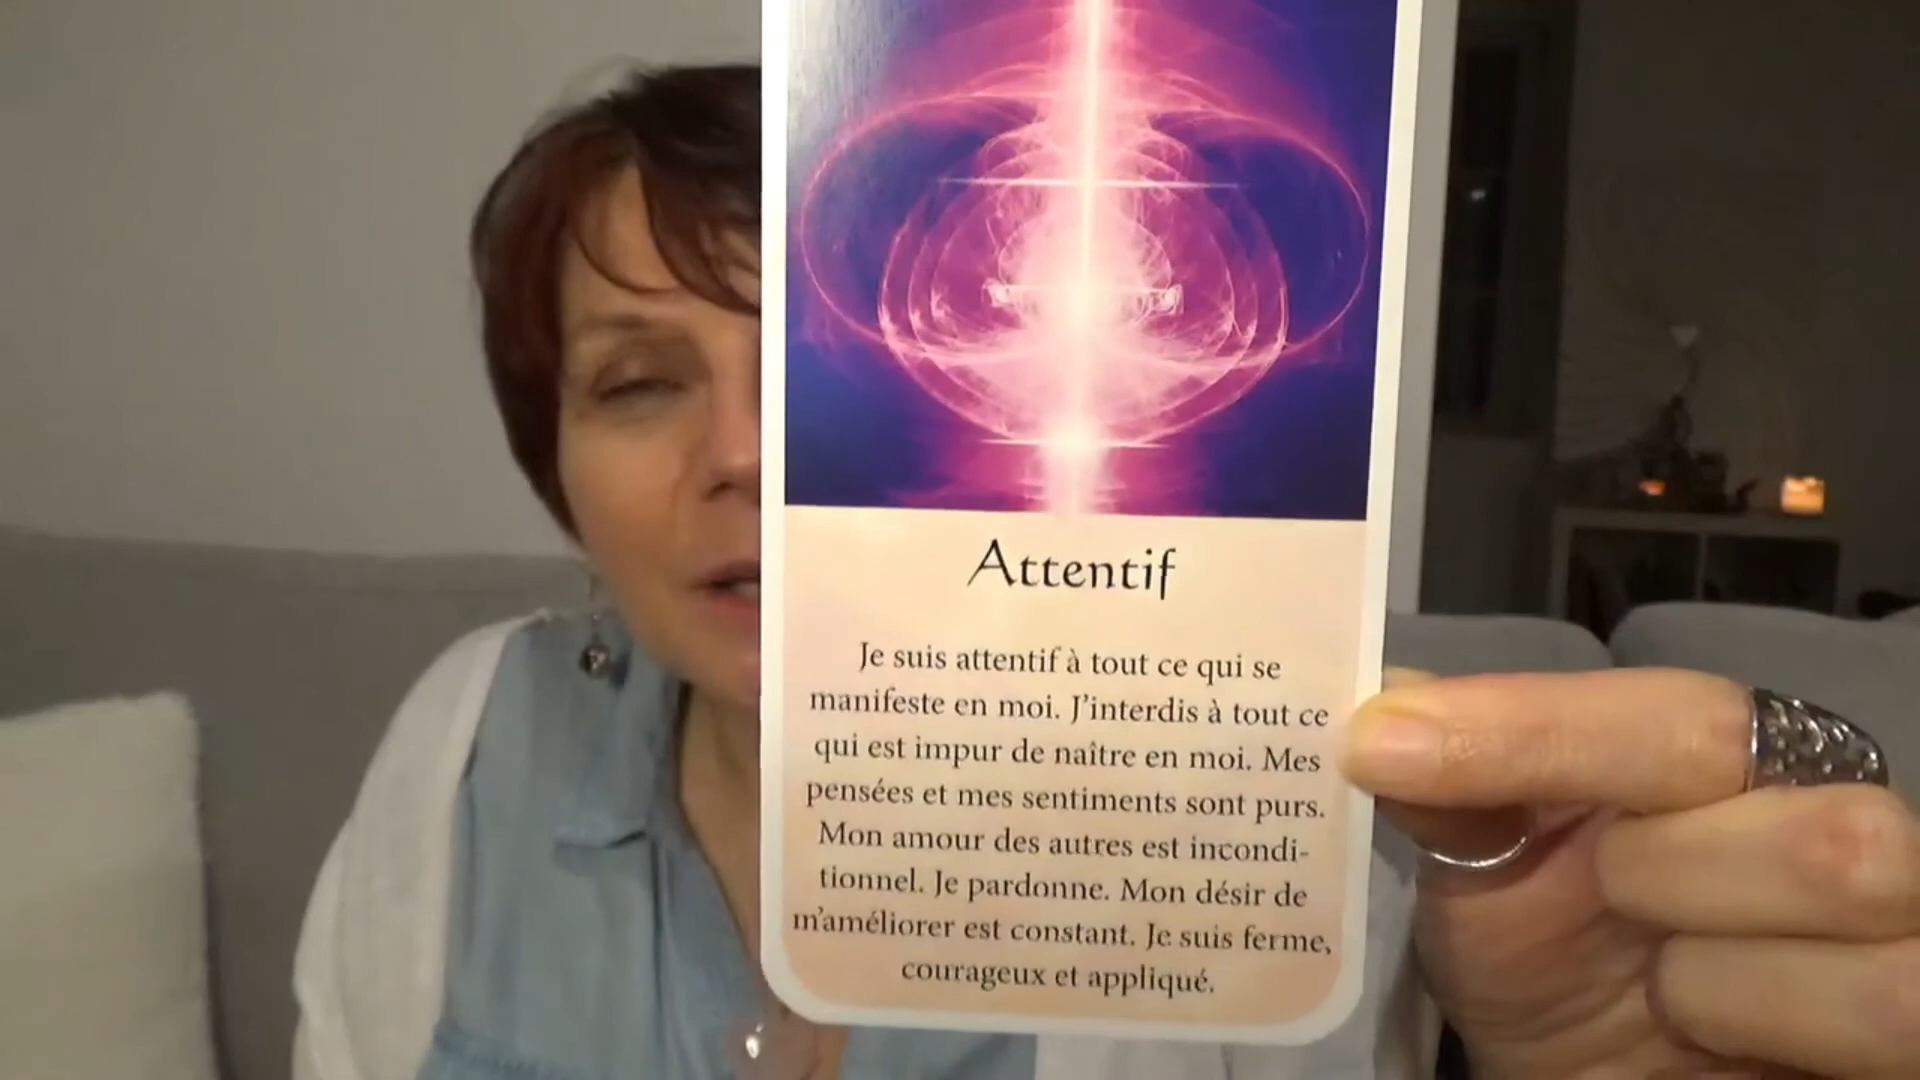 Attentif
Je suis attentif à tout ce qui se
manifeste en moi. J'interdis à tout ce
qui est impur de naître en moi. Mes
pensées et mes sentiments sont purs.
Mon amour des autres est incondi-
tionnel. Je pardonne. Mon désir de
m'améliorer est constant. Je suis ferme,
courageux et appliqué.